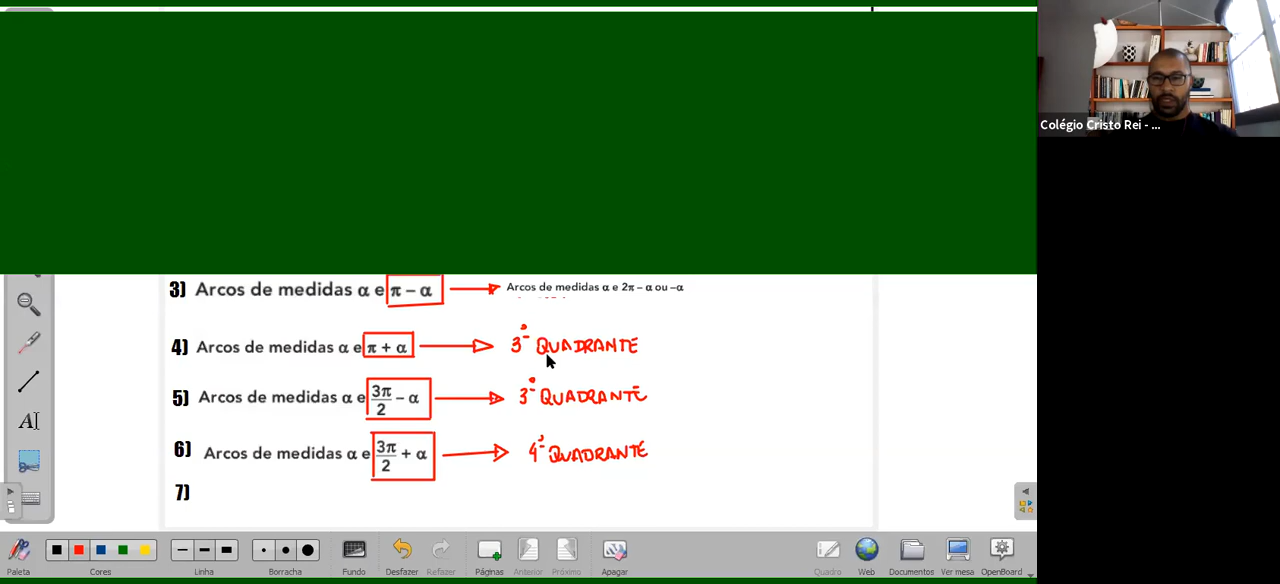 Colégio Cristo Rei - ...
3) Arcos de medidas α e π – α
Arcos de medidas α e 2π – α ou –α
4) Arcos de medidas α e π + α
3º QUADRANTE
5) Arcos de medidas α e 3π/2 – α
3º QUADRANTE
6) Arcos de medidas α e 3π/2 + α
4º QUADRANTE
7)
A
Paleta Cores Linha Borracha Fundo Desfazer Refazer Páginas Anterior Próximo Apagar Quadro Web Documentos Ver mesa OpenBoard